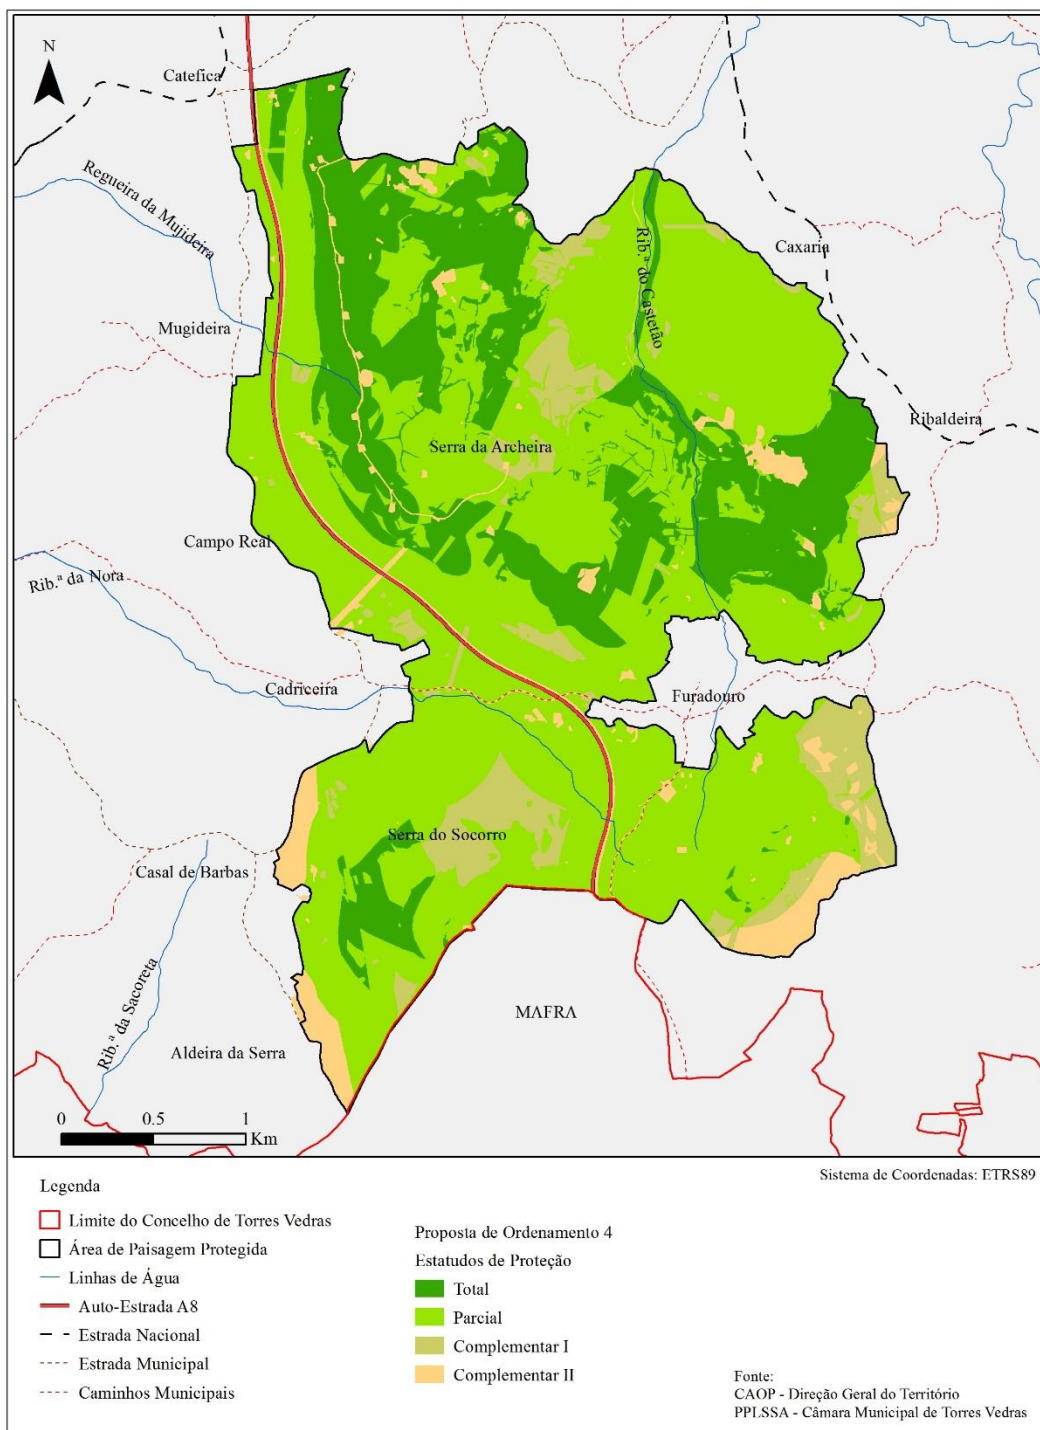 N
Catefica
Regueira da Mujideira
Rib.ª do Castetão
Caxaria
Mugideira
Ribaldeira
Serra da Archeira
Campo Real
Rib.ª da Nora
Cadriceira
Furadouro
Serra do Socorro
Casal de Barbas
Rib.ª da Sacoreta
MAFRA
Aldeira da Serra
0 0.5 1
Km
Sistema de Coordenadas: ETRS89
Legenda
Limite do Concelho de Torres Vedras
Área de Paisagem Protegida
Linhas de Água
Auto-Estrada A8
Estrada Nacional
Estrada Municipal
Caminhos Municipais
Proposta de Ordenamento 4
Estatudos de Proteção
Total
Parcial
Complementar I
Complementar II
Fonte:
CAOP - Direção Geral do Território
PPLSSA - Câmara Municipal de Torres Vedras